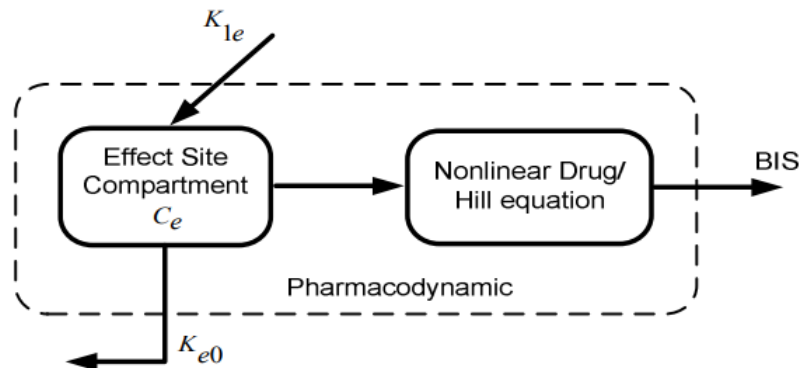 K1e
Effect Site
Compartment
Ce
Nonlinear Drug/
Hill equation
BIS
Pharmacodynamic
Ke0